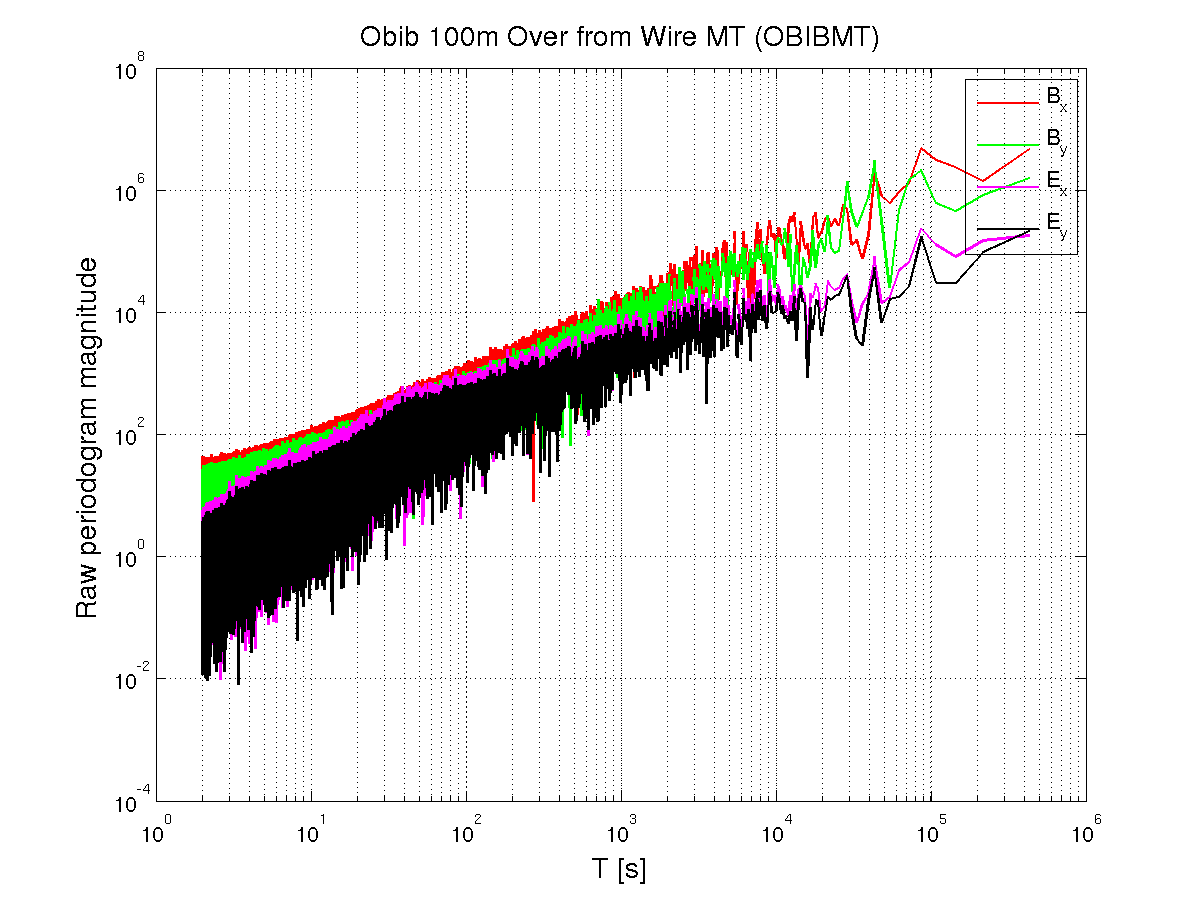 Obib 100m Over from Wire MT (OBIBMT)
10^8
10^6
10^4
10^2
10^0
10^-2
10^-4
Raw periodogram magnitude
B_x
B_y
E_x
E_y
10^0 10^1 10^2 10^3 10^4 10^5 10^6
T [s]